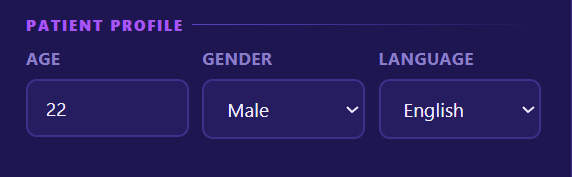 PATIENT PROFILE
AGE GENDER LANGUAGE
22 Male English